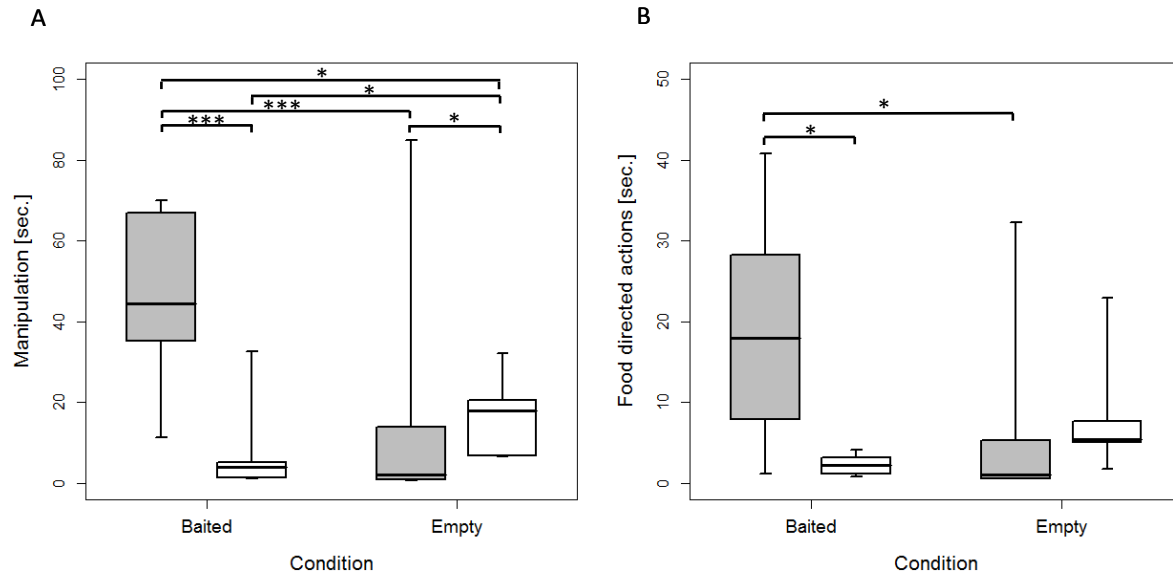 A
Manipulation [sec.]
100
80
60
40
20
0
*
*
***
*
***
Baited
Empty
Condition
B
Food directed actions [sec.]
50
40
30
20
10
0
*
*
Baited
Empty
Condition